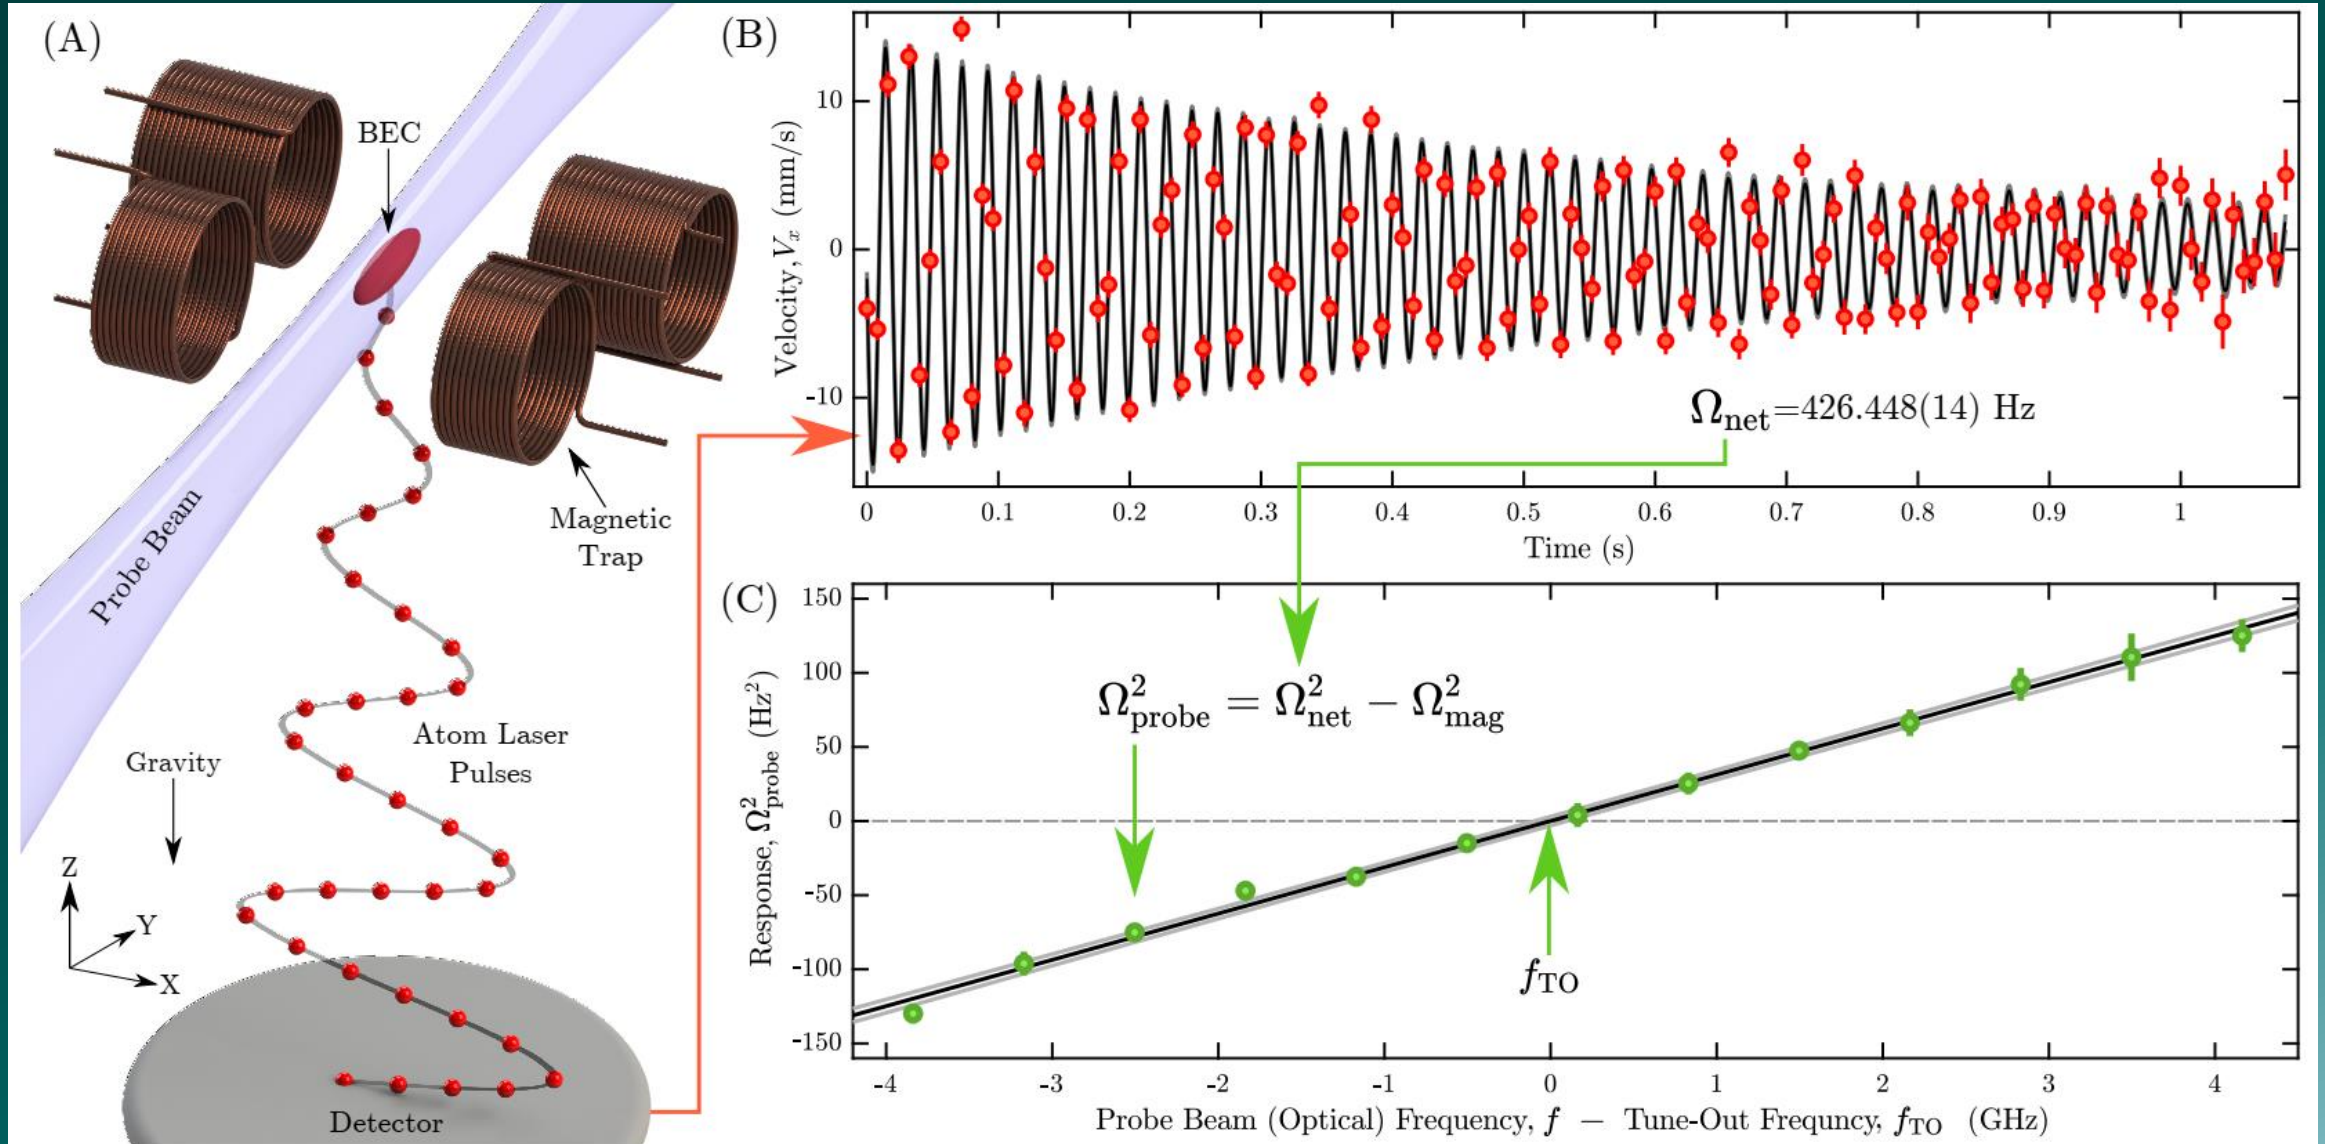 (A)
BEC
Probe Beam
Magnetic
Trap
Atom Laser
Pulses
Gravity
Z
Y
X
Detector
(B)
Velocity, Vₓ (mm/s)
10
0
-10
Ω_net=426.448(14) Hz
0 0.1 0.2 0.3 0.4 0.5 0.6 0.7 0.8 0.9 1
Time (s)
(C)
Response, Ω²_probe (Hz²)
150
100
50
0
-50
-100
-150
Ω²_probe = Ω²_net − Ω²_mag
f_TO
-4 -3 -2 -1 0 1 2 3 4
Probe Beam (Optical) Frequency, f − Tune-Out Frequncy, f_TO (GHz)